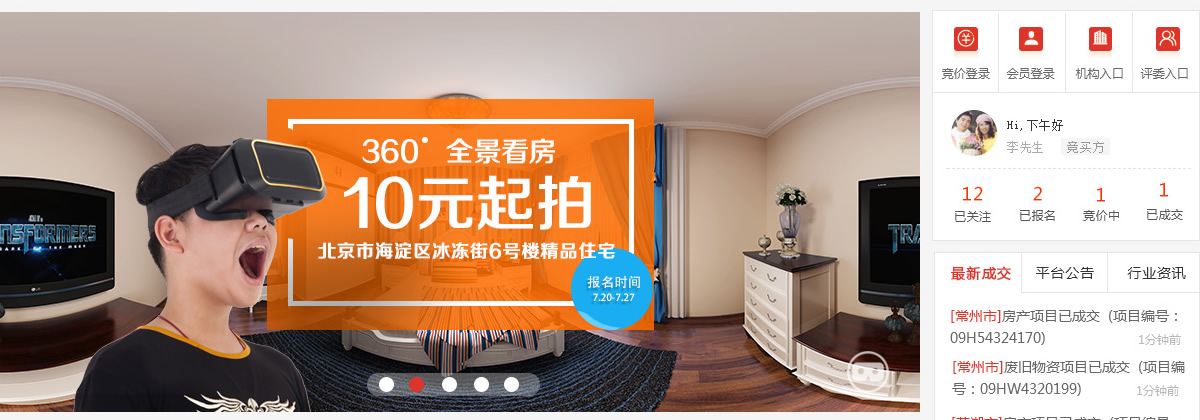 360°全景看房
10元起拍
北京市海淀区冰冻街6号楼精品住宅
报名时间
7.20-7.27
TRANSFORMERS
竞价登录
会员登录
机构入口
评委入口
Hi,下午好
李先生 竟买方
12
已关注
2
已报名
1
竞价中
1
已成交
最新成交
平台公告
行业资讯
[常州市]房产项目已成交（项目编号：
09H54324170)
1分钟前
[常州市]废旧物资项目已成交（项目编
号：09HW4320199)
1分钟前